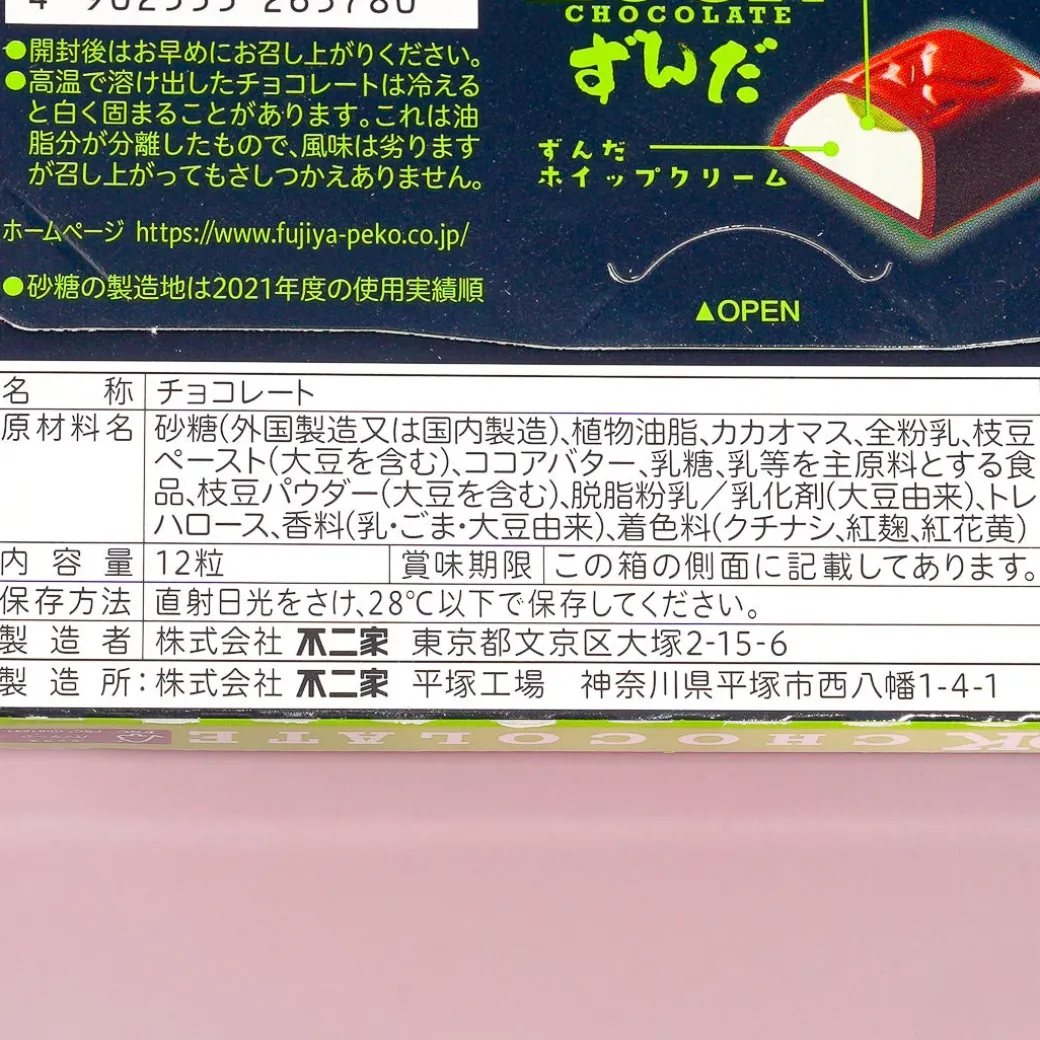 4 902555 265780
●開封後はお早めにお召し上がりください。
●高温で溶け出したチョコレートは冷える
と白く固まることがあります。これは油
脂分が分離したもので、風味は劣ります
が召し上がってもさしつかえありません。
ホームページ https://www.fujiya-peko.co.jp/
●砂糖の製造地は2021年度の使用実績順
CHOCOLATE
ずんだ
ずんだ
ホイップクリーム
▲OPEN
名称 チョコレート
原材料名 砂糖(外国製造又は国内製造)、植物油脂、カカオマス、全粉乳、枝豆
ペースト(大豆を含む)、ココアバター、乳糖、乳等を主原料とする食
品、枝豆パウダー(大豆を含む)、脱脂粉乳／乳化剤(大豆由来)、トレ
ハロース、香料(乳・ごま・大豆由来)、着色料(クチナシ、紅麹、紅花黄)
内容量 12粒 賞味期限 この箱の側面に記載してあります。
保存方法 直射日光をさけ、28℃以下で保存してください。
製造者 株式会社 不二家 東京都文京区大塚2-15-6
製造所：株式会社 不二家 平塚工場 神奈川県平塚市西八幡1-4-1
OOK CHOCOLATE